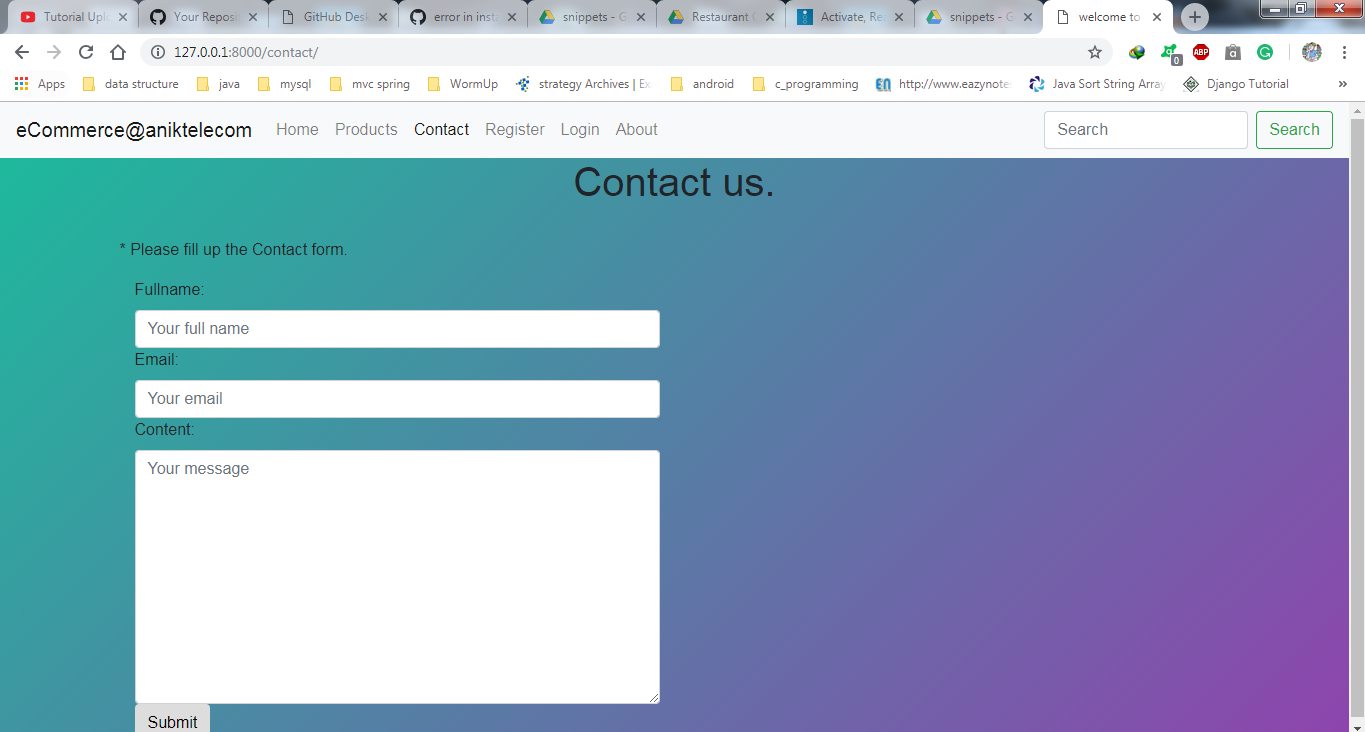 Tutorial Uplo
Your Reposi
GitHub Desk
error in insta
snippets - G
Restaurant
Activate, Re
snippets - G
welcome to
127.0.0.1:8000/contact/
ABP
0
Apps
data structure
java
mysql
mvc spring
WormUp
strategy Archives | Ex
android
c_programming
http://www.eazynote
Java Sort String Array
Django Tutorial
»
eCommerce@aniktelecom
Home
Products
Contact
Register
Login
About
Search
Search
Contact us.
* Please fill up the Contact form.
Fullname:
Your full name
Email:
Your email
Content:
Your message
Submit